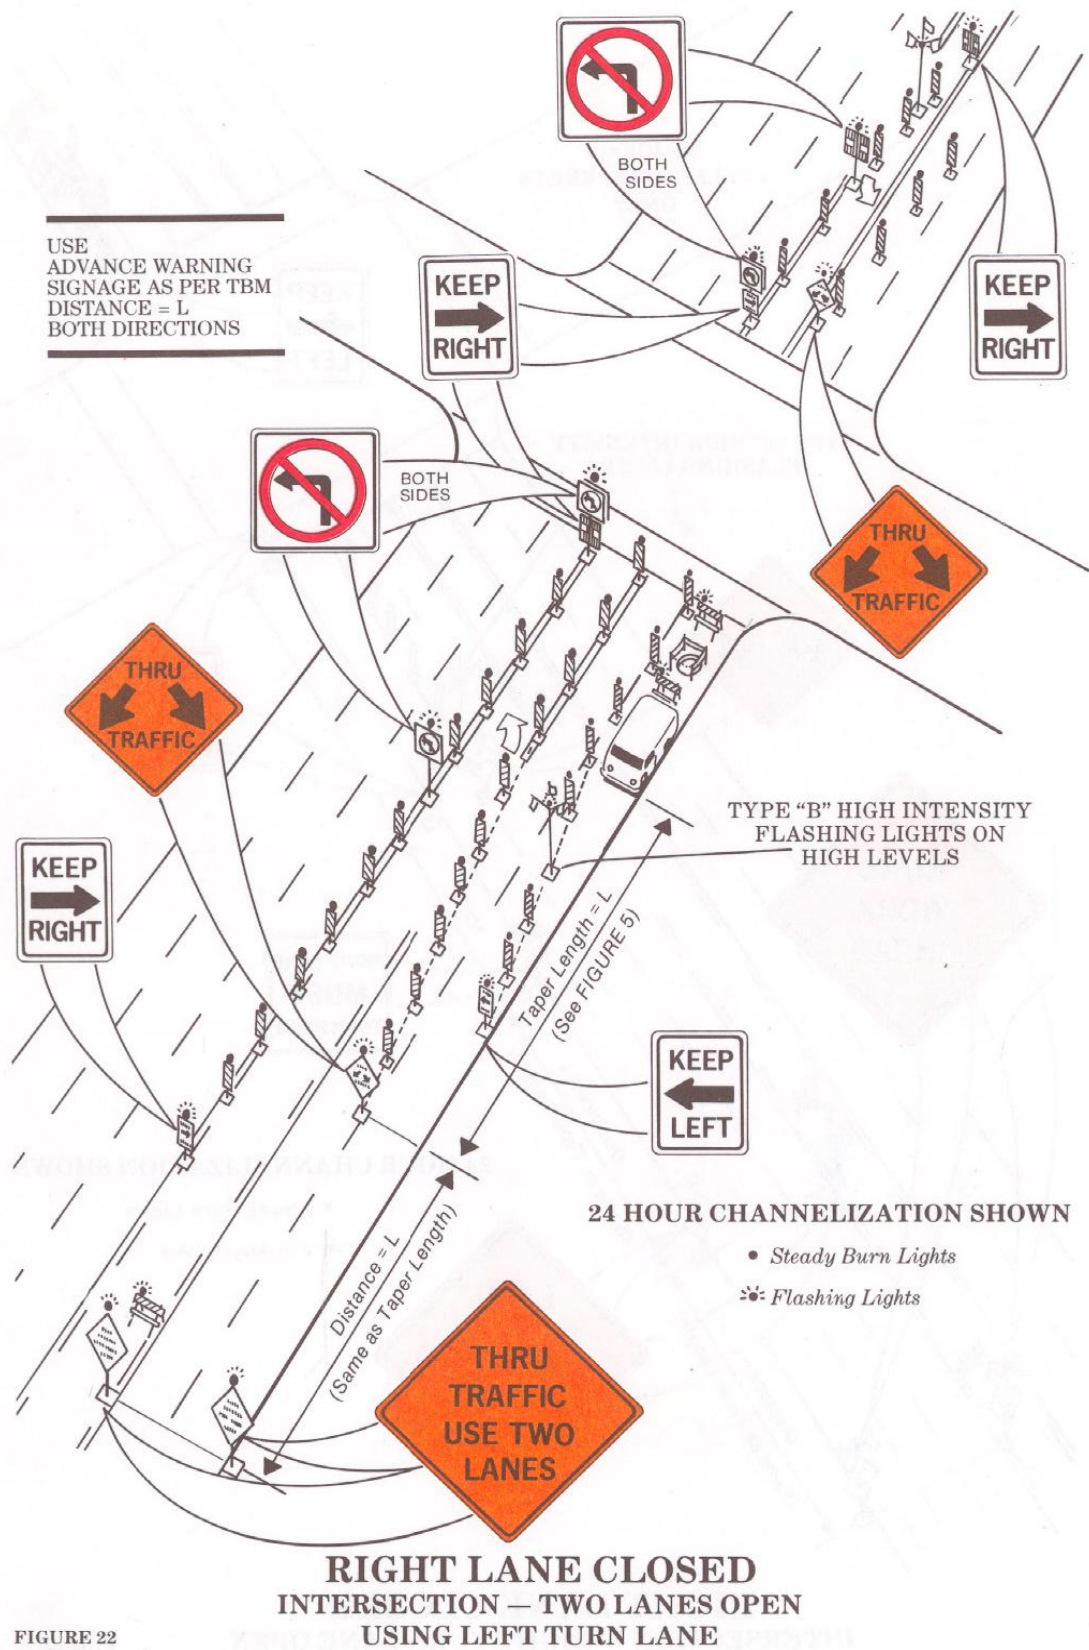 BOTH
SIDES
USE
ADVANCE WARNING
SIGNAGE AS PER TBM
DISTANCE = L
BOTH DIRECTIONS
KEEP
RIGHT
KEEP
RIGHT
BOTH
SIDES
THRU
TRAFFIC
THRU
TRAFFIC
TYPE “B” HIGH INTENSITY
FLASHING LIGHTS ON
HIGH LEVELS
KEEP
RIGHT
Taper Length = L
(See FIGURE 5)
KEEP
LEFT
24 HOUR CHANNELIZATION SHOWN
• Steady Burn Lights
Flashing Lights
Distance = L
(Same as Taper Length)
THRU
TRAFFIC
USE TWO
LANES
RIGHT LANE CLOSED
INTERSECTION — TWO LANES OPEN
USING LEFT TURN LANE
FIGURE 22